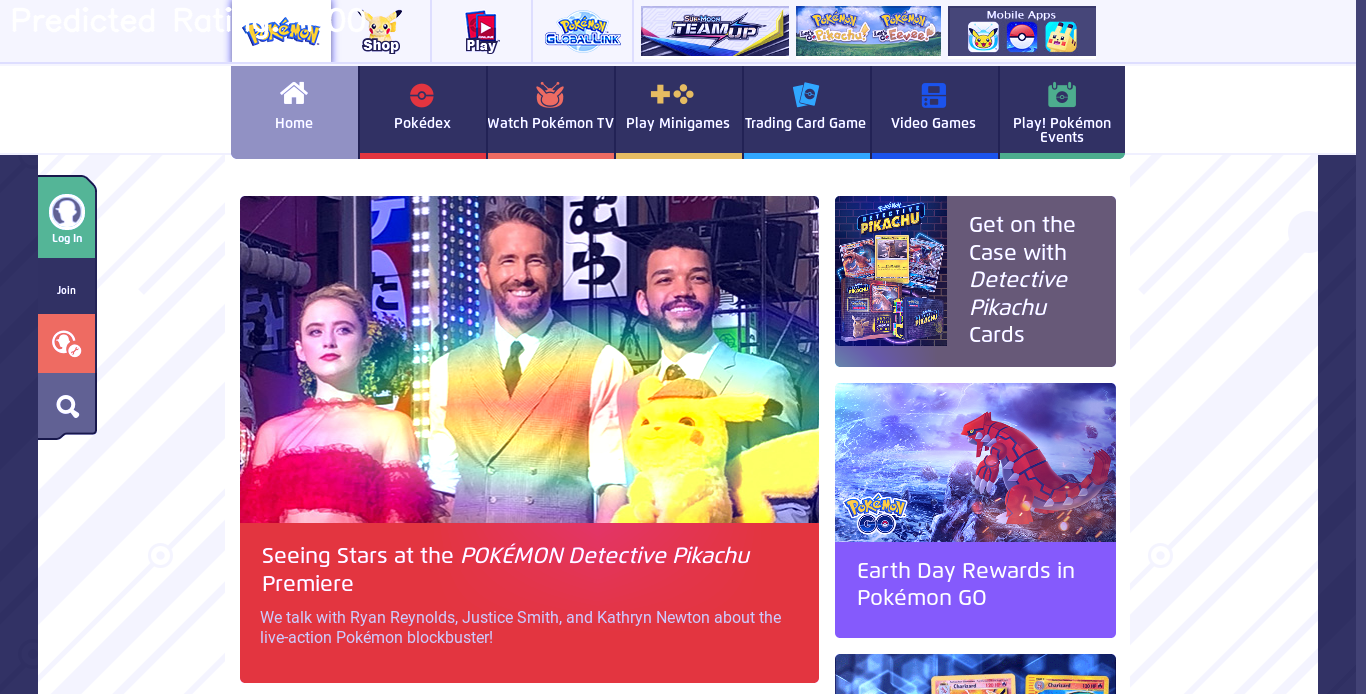 Predicted Rating
Pokémon
Shop
Play
Pokémon
Global Link
Sun & Moon
TEAM UP
Pokémon
Let's Go Pikachu!
Pokémon
Let's Go Eevee!
Mobile Apps
Home
Pokédex
Watch Pokémon TV
Play Minigames
Trading Card Game
Video Games
Play! Pokémon
Events
Log In
Join
Pokémon
DETECTIVE
PIKACHU
Get on the
Case with
Detective
Pikachu
Cards
Pokémon
GO
Seeing Stars at the POKÉMON Detective Pikachu
Premiere
We talk with Ryan Reynolds, Justice Smith, and Kathryn Newton about the
live-action Pokémon blockbuster!
Earth Day Rewards in
Pokémon GO
Charizard
Charizard